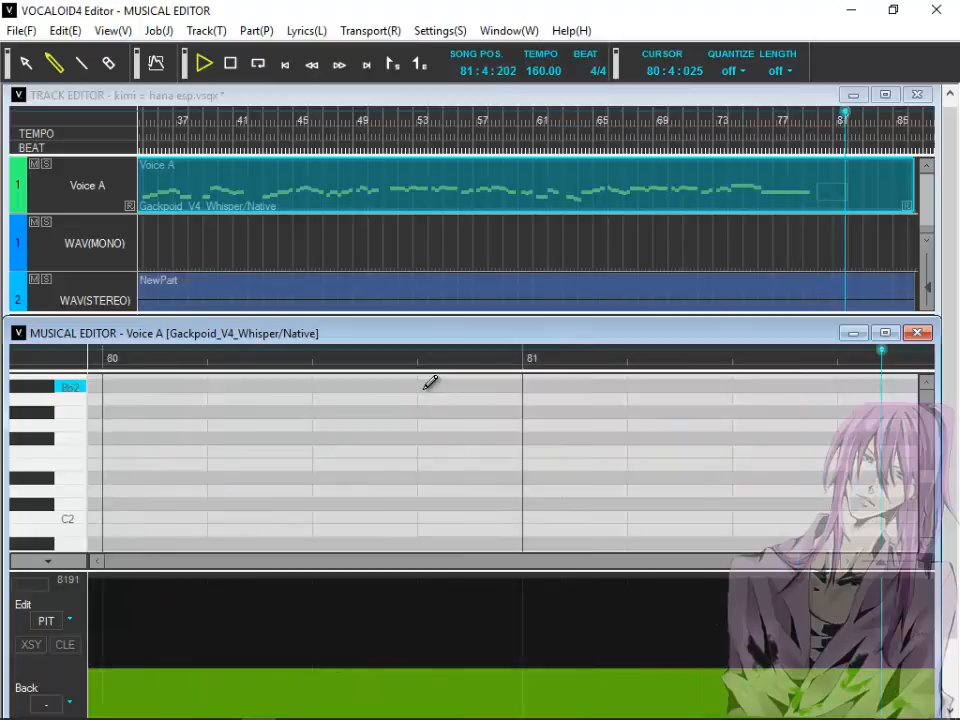 VOCALOID4 Editor - MUSICAL EDITOR
File(F) Edit(E) View(V) Job(J) Track(T) Part(P) Lyrics(L) Transport(R) Settings(S) Window(W) Help(H)
SONG POS. TEMPO BEAT CURSOR QUANTIZE LENGTH
81:4:202 160.00 4/4 80:4:025 off off
TRACK EDITOR - kimi = hana esp.vsqx *
37 41 45 49 53 57 61 65 69 73 77 81 85
TEMPO
BEAT
M S Voice A
1 Voice A
R Gackpoid_V4_Whisper/Native R
M S
1 WAV(MONO)
M S NewPart
2 WAV(STEREO)
MUSICAL EDITOR - Voice A [Gackpoid_V4_Whisper/Native]
80 81
Bb2
C2
8191
Edit
PIT
XSY CLE
Back
-